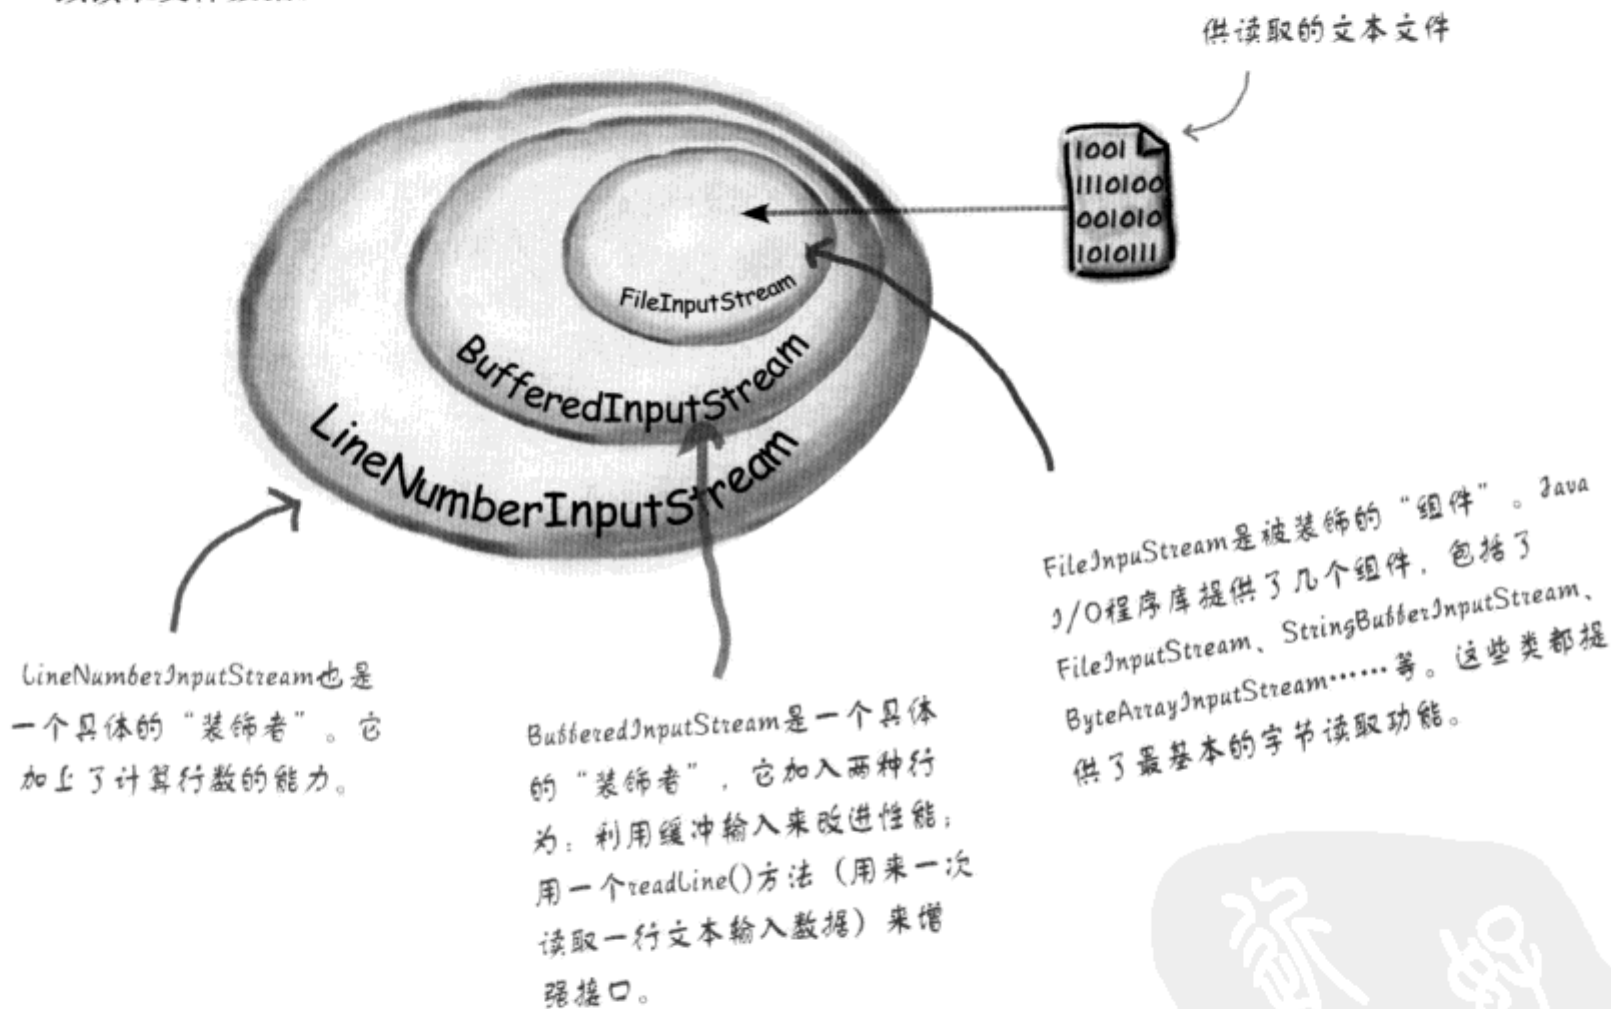 供读取的文本文件
1001
1110100
001010
1010111
FileInputStream
BufferedInputStream
LineNumberInputStream
LineNumberInputStream也是
一个具体的“装饰者”。它
加上了计算行数的能力。
BufferedInputStream是一个具体
的“装饰者”，它加入两种行
为：利用缓冲输入来改进性能；
用一个readLine()方法（用来一次
读取一行文本输入数据）来增
强接口。
FileInpuStream是被装饰的“组件”。Java
I/O程序库提供了几个组件，包括了
FileInputStream、StringBufferInputStream、
ByteArrayInputStream……等。这些类都提
供了最基本的字节读取功能。